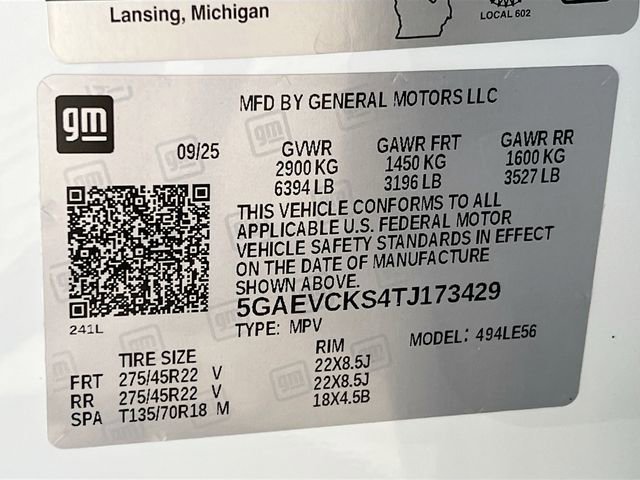 Lansing, Michigan
LOCAL 602
gm
MFD BY GENERAL MOTORS LLC
09/25
GVWR
2900 KG
6394 LB
GAWR FRT
1450 KG
3196 LB
GAWR RR
1600 KG
3527 LB
THIS VEHICLE CONFORMS TO ALL
APPLICABLE U.S. FEDERAL MOTOR
VEHICLE SAFETY STANDARDS IN EFFECT
ON THE DATE OF MANUFACTURE
SHOWN ABOVE.
5GAEVCKS4TJ173429
TYPE: MPV
MODEL: 494LE56
241L
TIRE SIZE RIM
FRT 275/45R22 V 22X8.5J
RR 275/45R22 V 22X8.5J
SPA T135/70R18 M 18X4.5B